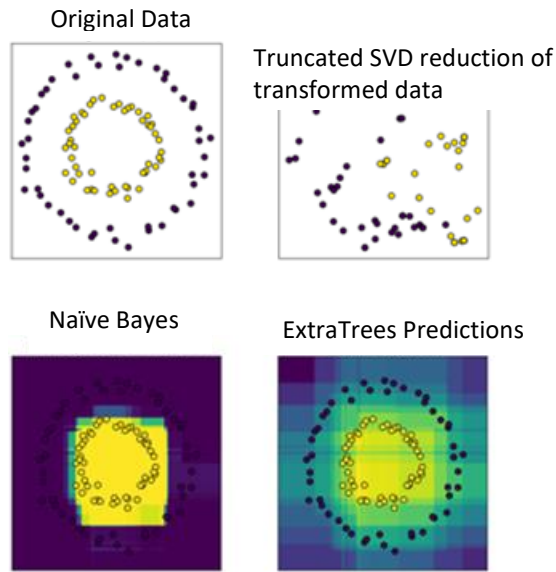 Original Data
Truncated SVD reduction of
transformed data
Naïve Bayes
ExtraTrees Predictions